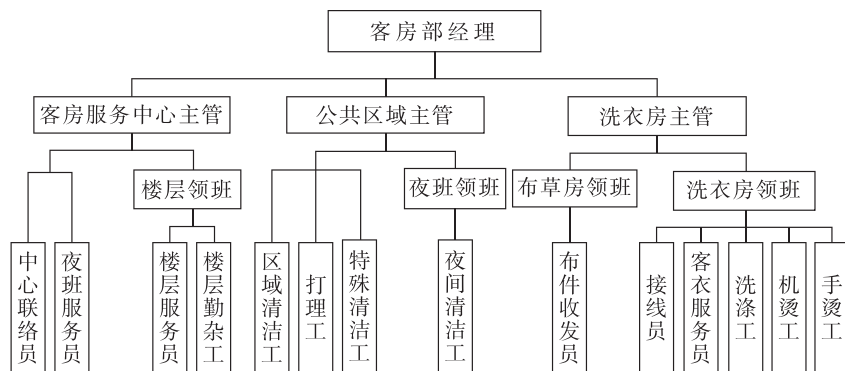 客房部经理
客房服务中心主管
公共区域主管
洗衣房主管
楼层领班
夜班领班
布草房领班
洗衣房领班
中心联络员
夜班服务员
楼层服务员
楼层勤杂工
区域清洁工
打理工
特殊清洁工
夜间清洁工
布件收发员
接线员
客衣服务员
洗涤工
机烫工
手烫工